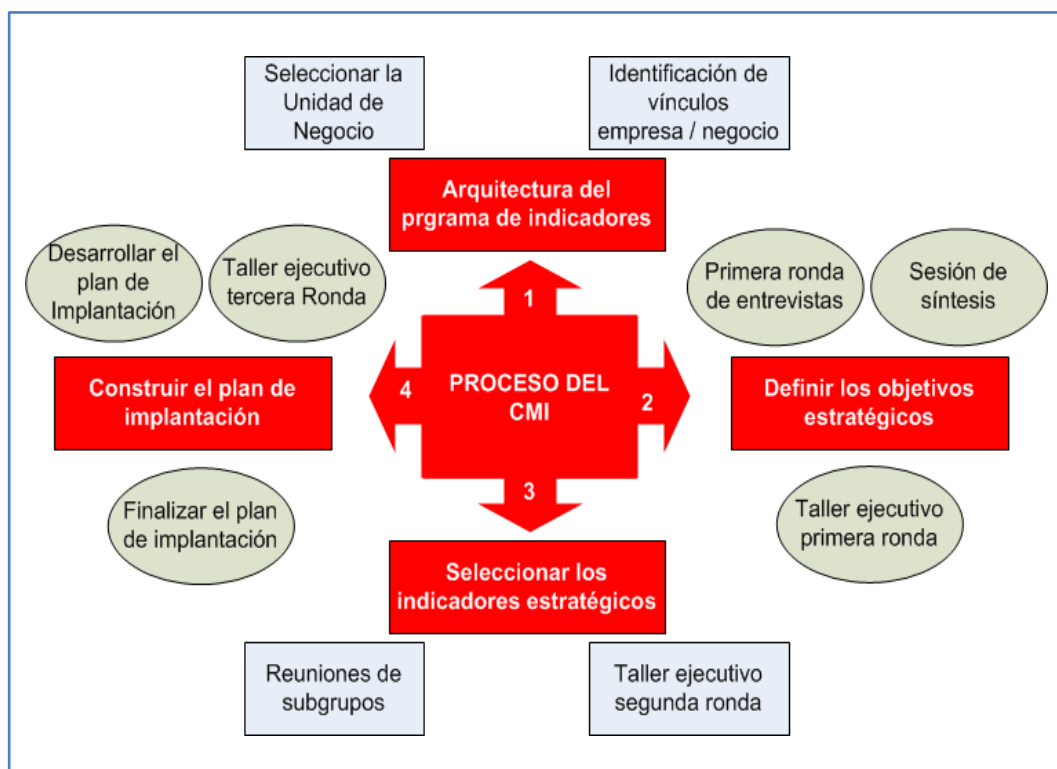 Seleccionar la
Unidad de
Negocio
Identificación de
vínculos
empresa / negocio
Arquitectura del
prgrama de indicadores
Desarrollar el
plan de
Implantación
Taller ejecutivo
tercera Ronda
1
Primera ronda
de entrevistas
Sesión de
síntesis
Construir el plan de
implantación
4
PROCESO DEL
CMI
2
Definir los objetivos
estratégicos
3
Finalizar el plan
de implantación
Taller ejecutivo
primera ronda
Seleccionar los
indicadores estratégicos
Reuniones de
subgrupos
Taller ejecutivo
segunda ronda